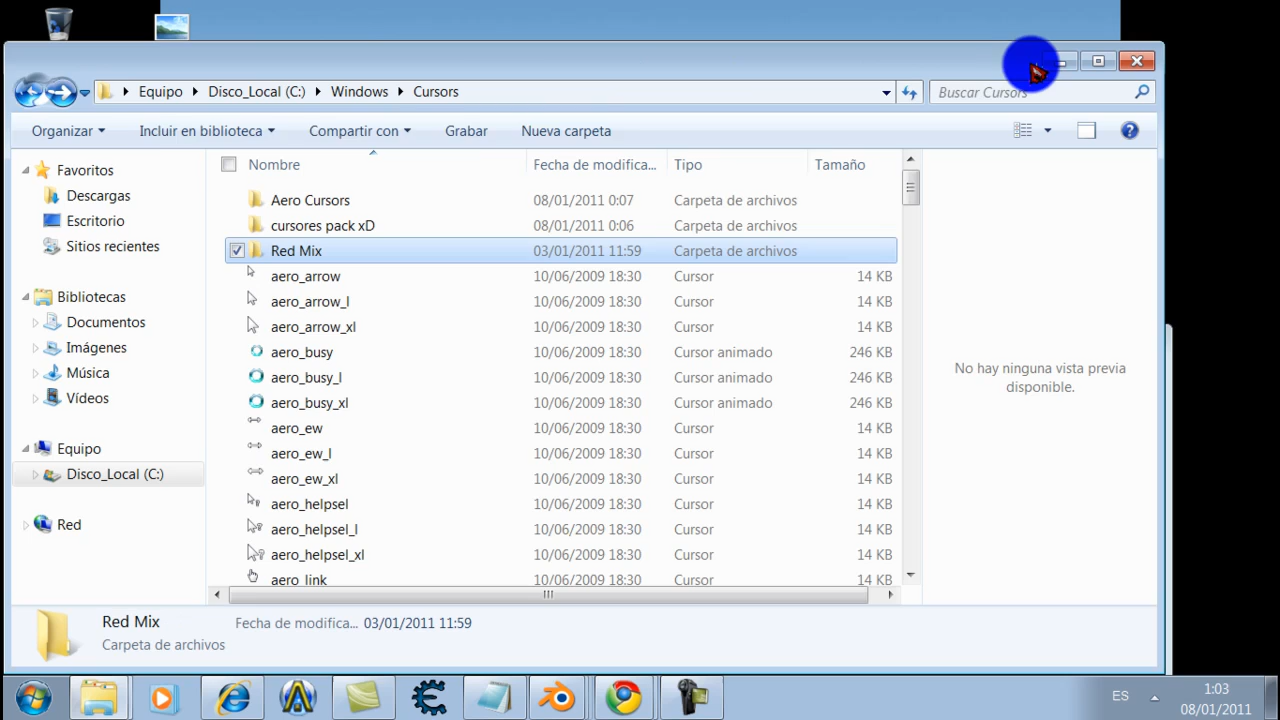 Equipo Disco_Local (C:) Windows Cursors Buscar Cursors
Organizar Incluir en biblioteca Compartir con Grabar Nueva carpeta
Nombre Fecha de modifica... Tipo Tamaño
Favoritos
Descargas
Escritorio
Sitios recientes
Bibliotecas
Documentos
Imágenes
Música
Vídeos
Equipo
Disco_Local (C:)
Red
Aero Cursors 08/01/2011 0:07 Carpeta de archivos
cursores pack xD 08/01/2011 0:06 Carpeta de archivos
Red Mix 03/01/2011 11:59 Carpeta de archivos
aero_arrow 10/06/2009 18:30 Cursor 14 KB
aero_arrow_l 10/06/2009 18:30 Cursor 14 KB
aero_arrow_xl 10/06/2009 18:30 Cursor 14 KB
aero_busy 10/06/2009 18:30 Cursor animado 246 KB
aero_busy_l 10/06/2009 18:30 Cursor animado 246 KB
aero_busy_xl 10/06/2009 18:30 Cursor animado 246 KB
aero_ew 10/06/2009 18:30 Cursor 14 KB
aero_ew_l 10/06/2009 18:30 Cursor 14 KB
aero_ew_xl 10/06/2009 18:30 Cursor 14 KB
aero_helpsel 10/06/2009 18:30 Cursor 14 KB
aero_helpsel_l 10/06/2009 18:30 Cursor 14 KB
aero_helpsel_xl 10/06/2009 18:30 Cursor 14 KB
aero_link 10/06/2009 18:30 Cursor 14 KB
No hay ninguna vista previa
disponible.
Red Mix Fecha de modifica... 03/01/2011 11:59
Carpeta de archivos
ES 1:03
08/01/2011